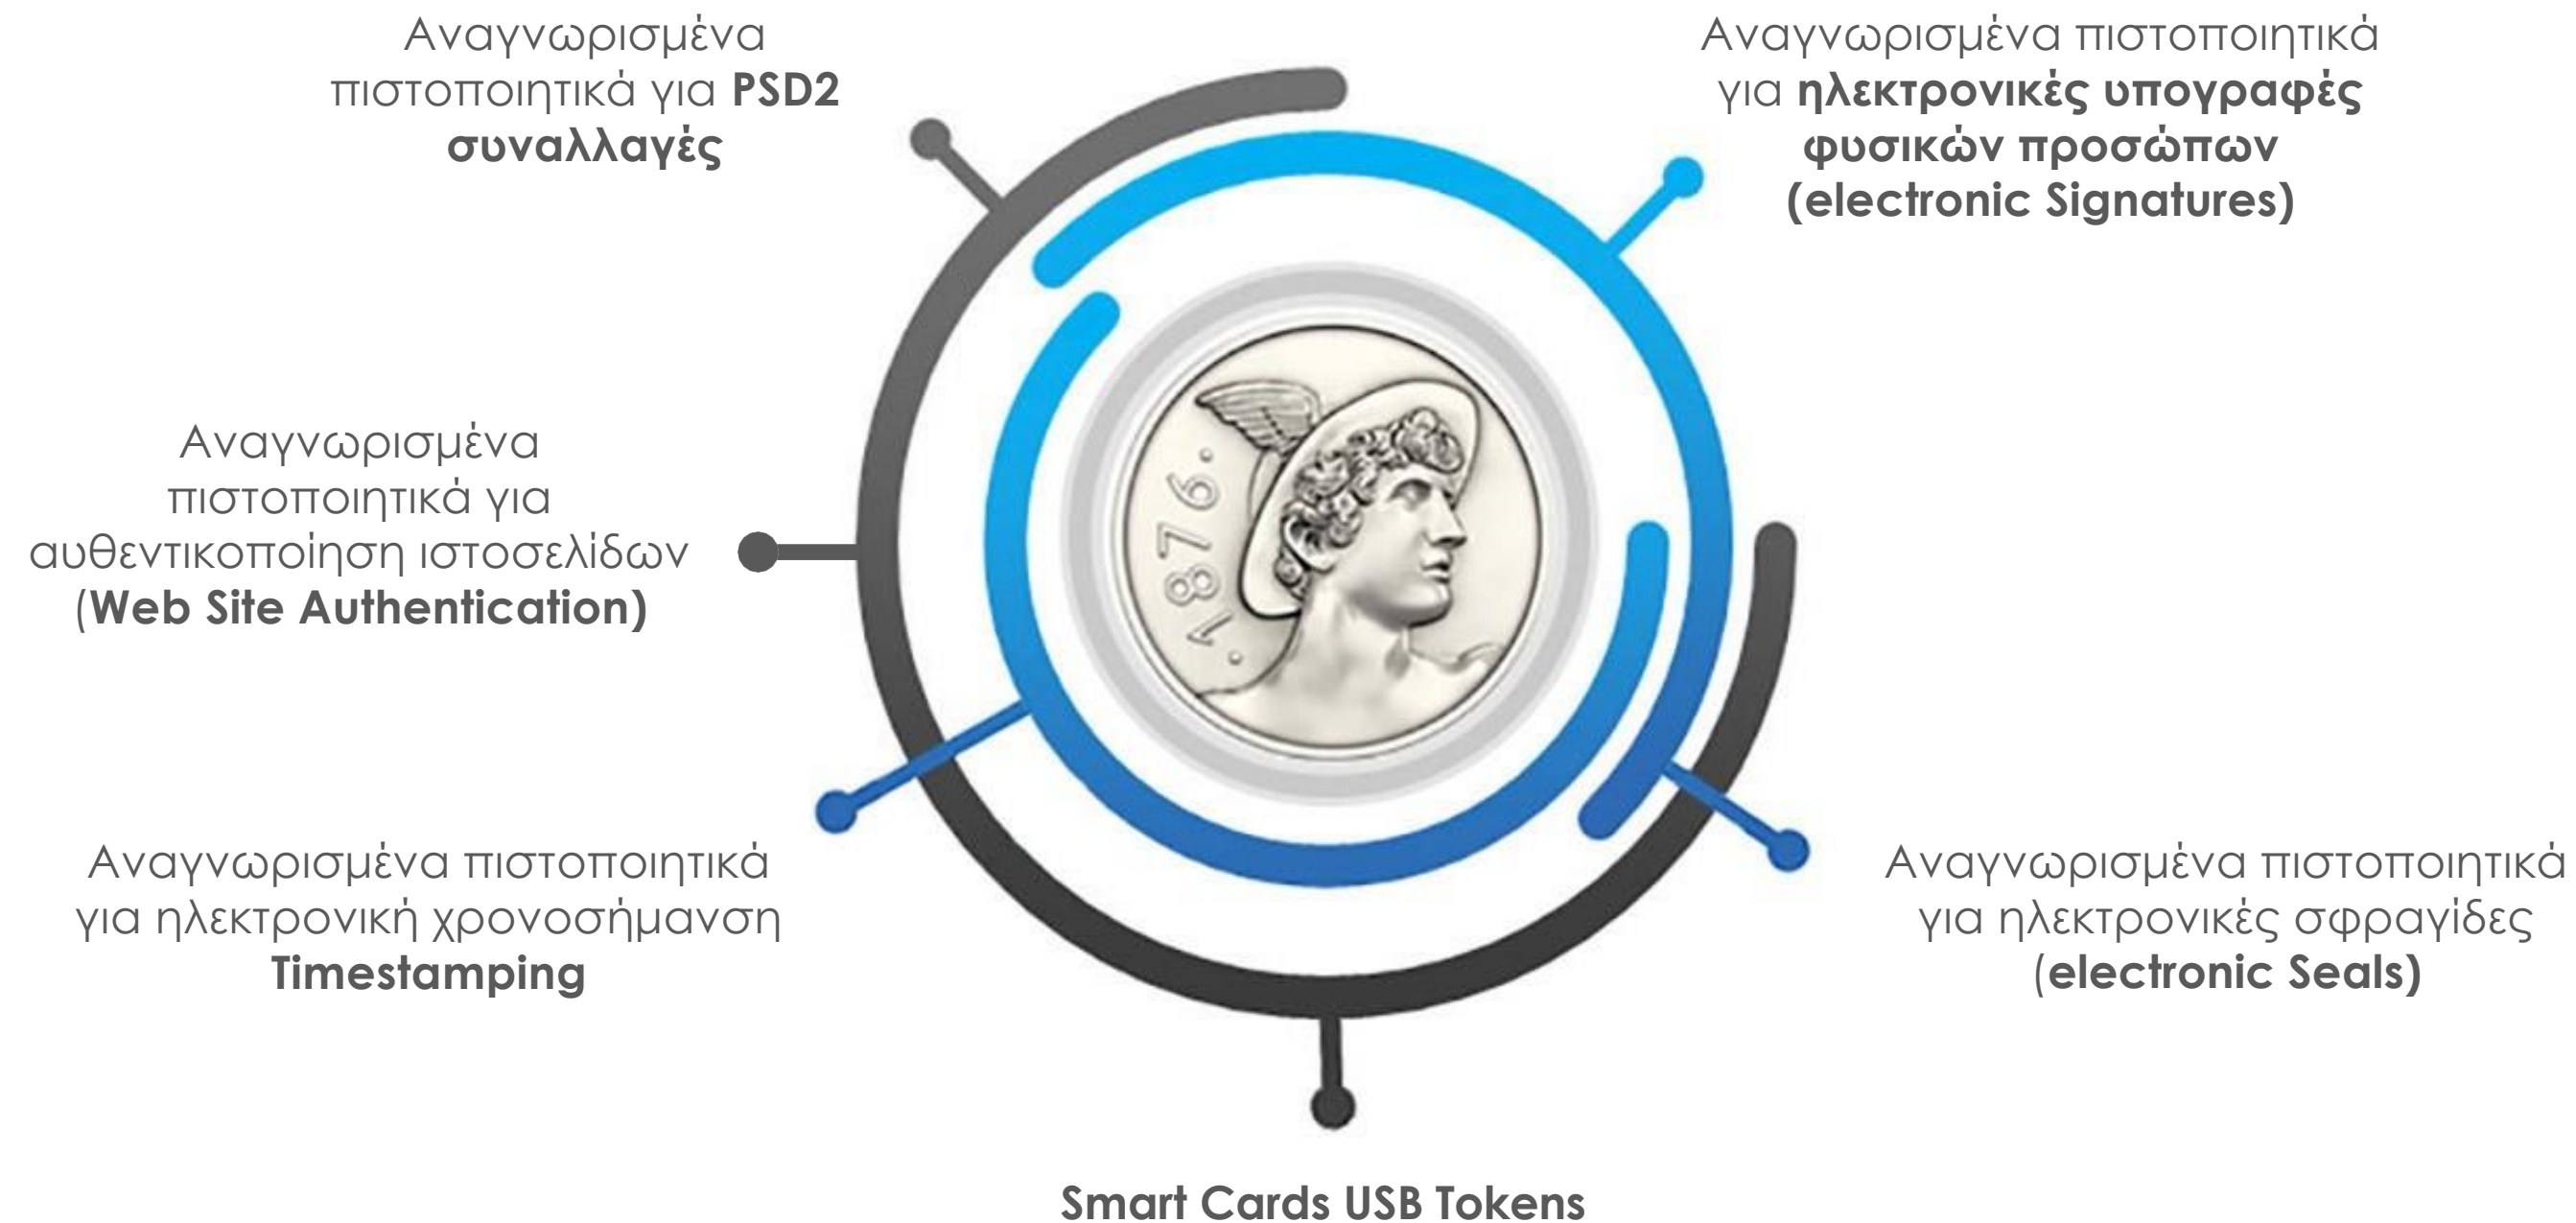 Αναγνωρισμένα
πιστοποιητικά για PSD2
συναλλαγές
Αναγνωρισμένα πιστοποιητικά
για ηλεκτρονικές υπογραφές
φυσικών προσώπων
(electronic Signatures)
Αναγνωρισμένα
πιστοποιητικά για
αυθεντικοποίηση ιστοσελίδων
(Web Site Authentication)
·1876·
Αναγνωρισμένα πιστοποιητικά
για ηλεκτρονική χρονοσήμανση
Timestamping
Αναγνωρισμένα πιστοποιητικά
για ηλεκτρονικές σφραγίδες
(electronic Seals)
Smart Cards USB Tokens